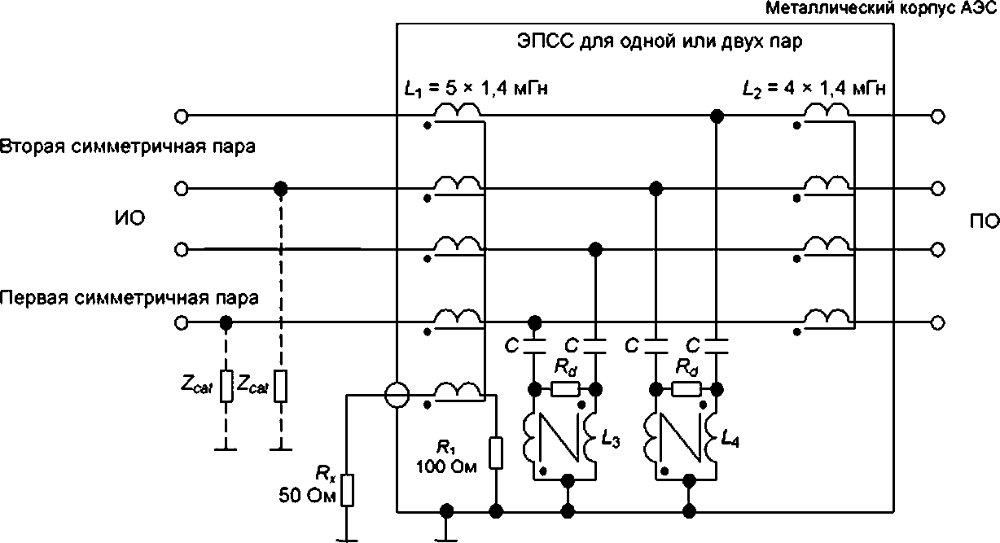 Металлический корпус АЭС
ЭПСС для одной или двух пар
L1 = 5 × 1,4 мГн
L2 = 4 × 1,4 мГн
Вторая симметричная пара
ИО
ПО
Первая симметричная пара
C
C
C
C
Rd
Rd
Zcat
Zcat
R1
100 Ом
L3
L4
Rx
50 Ом